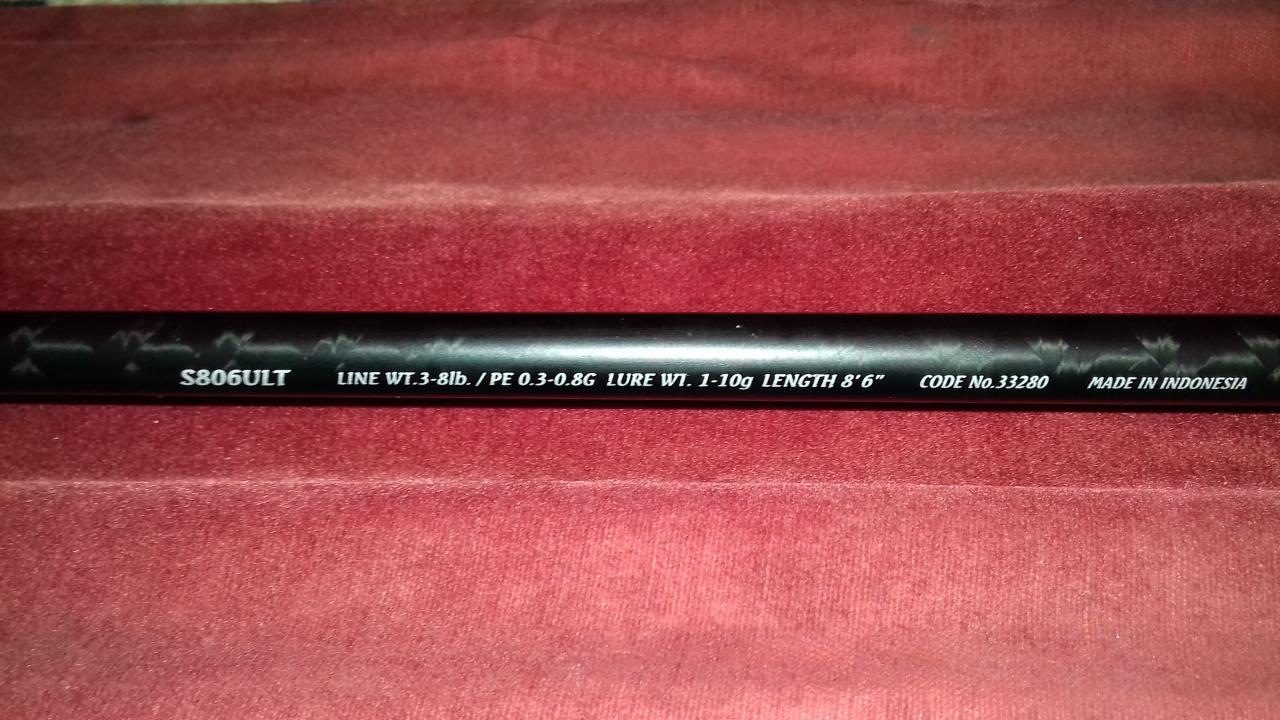 S806ULT LINE WT.3-8lb. / PE 0.3-0.8G LURE WT. 1-10g LENGTH 8'6" CODE No.33280 MADE IN INDONESIA